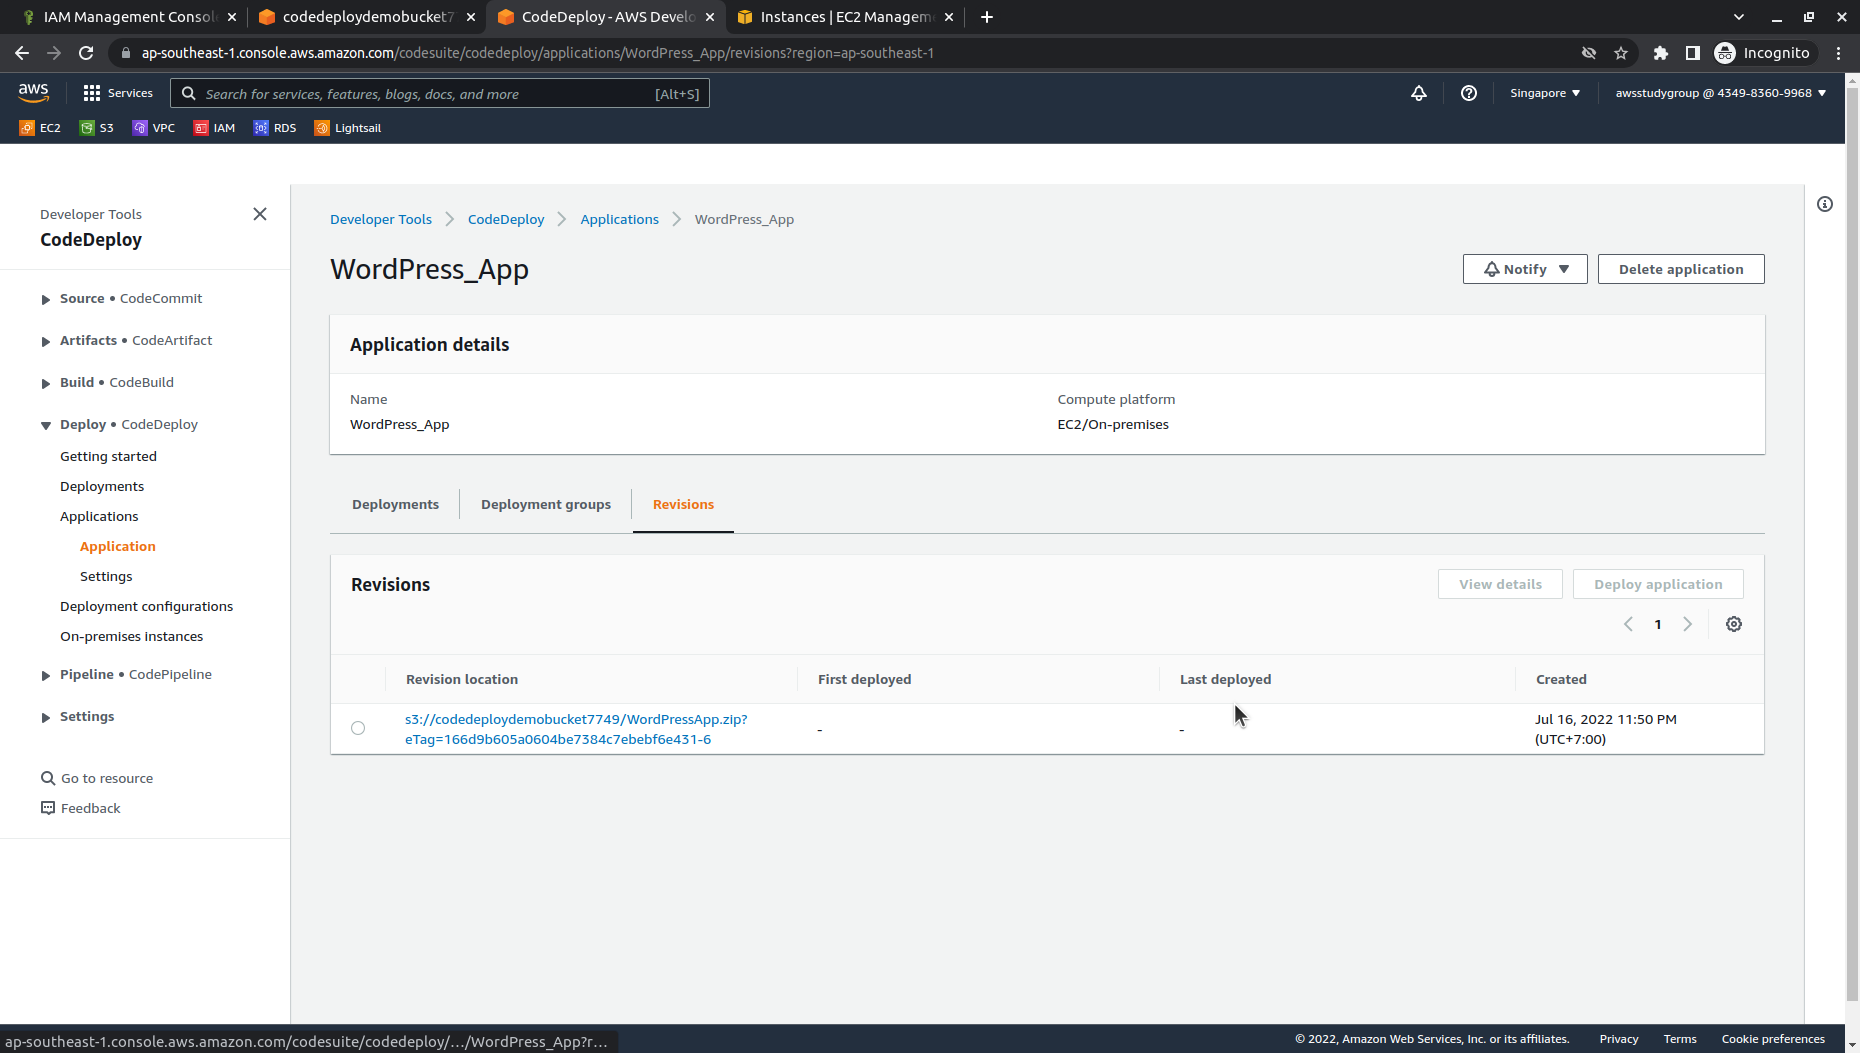 IAM Management Consol
codedeploydemobucket7
CodeDeploy - AWS Develo
Instances | EC2 Managem
ap-southeast-1.console.aws.amazon.com/codesuite/codedeploy/applications/WordPress_App/revisions?region=ap-southeast-1
Incognito
aws
Services
Search for services, features, blogs, docs, and more
[Alt+S]
Singapore
awsstudygroup @ 4349-8360-9968
EC2
S3
VPC
IAM
RDS
Lightsail
Developer Tools
CodeDeploy
Source • CodeCommit
Artifacts • CodeArtifact
Build • CodeBuild
Deploy • CodeDeploy
Getting started
Deployments
Applications
Application
Settings
Deployment configurations
On-premises instances
Pipeline • CodePipeline
Settings
Go to resource
Feedback
Developer Tools
CodeDeploy
Applications
WordPress_App
WordPress_App
Notify
Delete application
Application details
Name
Compute platform
WordPress_App
EC2/On-premises
Deployments
Deployment groups
Revisions
Revisions
View details
Deploy application
1
Revision location
First deployed
Last deployed
Created
s3://codedeploydemobucket7749/WordPressApp.zip?
eTag=166d9b605a0604be7384c7ebebf6e431-6
-
-
Jul 16, 2022 11:50 PM
(UTC+7:00)
ap-southeast-1.console.aws.amazon.com/codesuite/codedeploy/.../WordPress_App?r...
© 2022, Amazon Web Services, Inc. or its affiliates.
Privacy
Terms
Cookie preferences